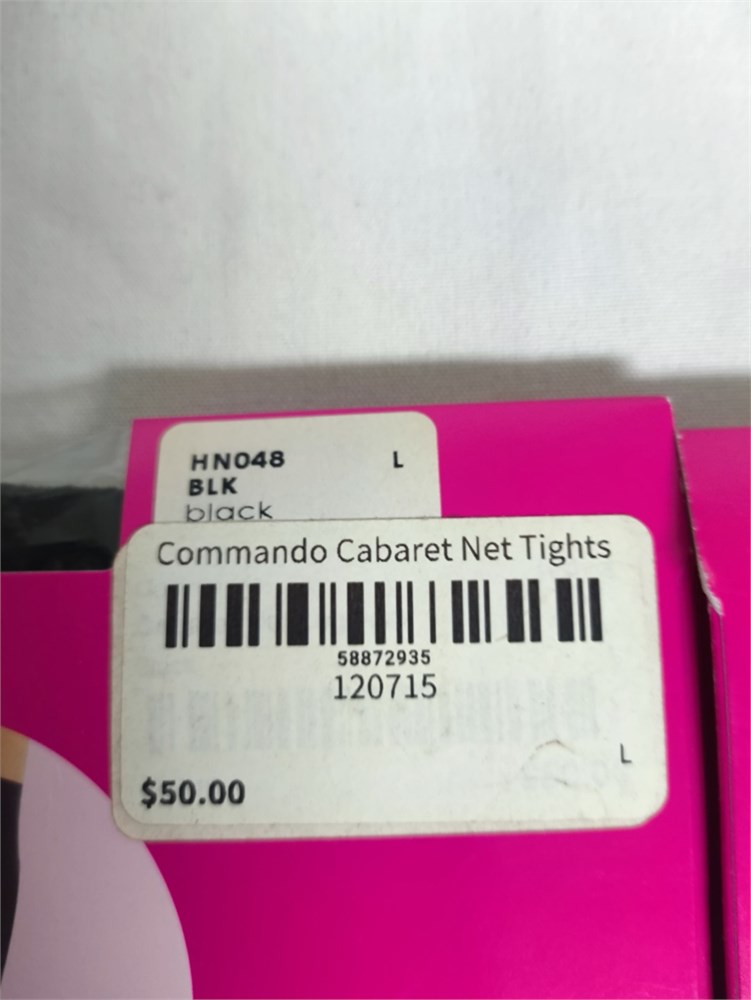 HN048 L
BLK
black
Commando Cabaret Net Tights
58872935
120715
L
$50.00